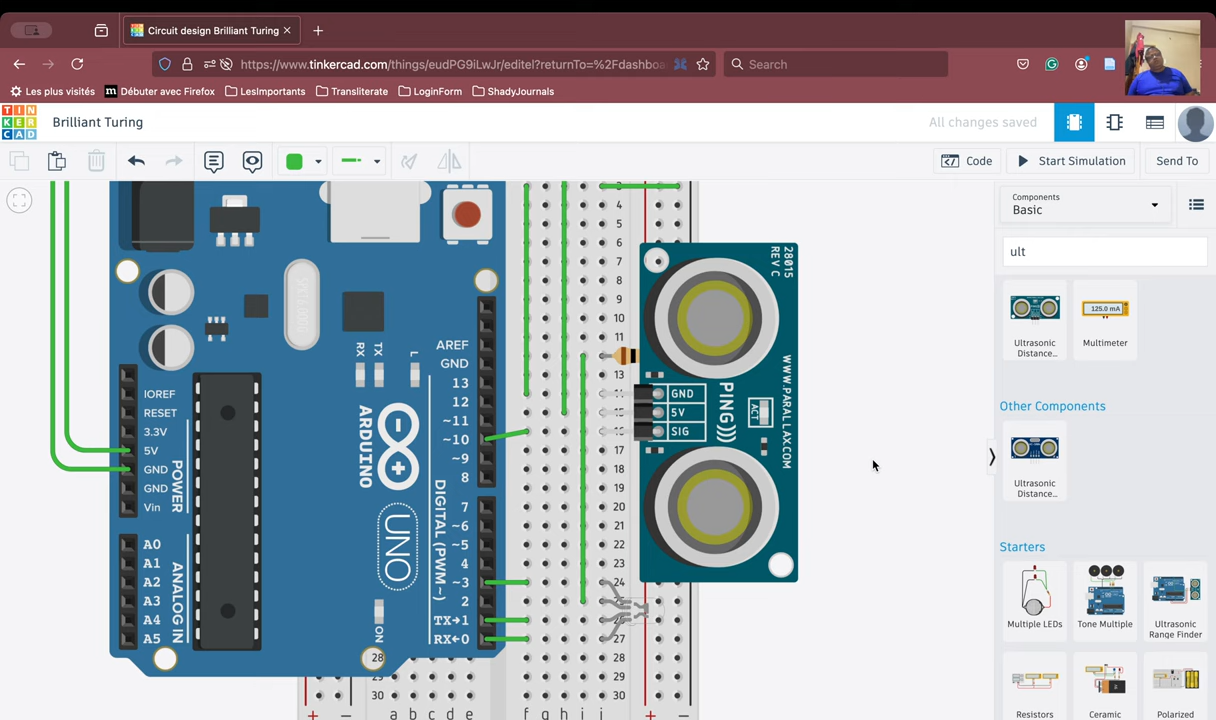 Circuit design Brilliant Turing
https://www.tinkercad.com/things/eudPG9iLwJr/editel?returnTo=%2Fdashboa
Search
Les plus visités
Débuter avec Firefox
LesImportants
Transliterate
LoginForm
ShadyJournals
TIN
KER
CAD
Brilliant Turing
All changes saved
Code
Start Simulation
Send To
Components
Basic
ult
Ultrasonic
Distance...
125.0 mA
Multimeter
Other Components
Ultrasonic
Distance...
Starters
Multiple LEDs
Tone Multiple
Ultrasonic
Range Finder
Resistors
Ceramic
Polarized
RX
TX
L
AREF
GND
13
12
~11
~10
~9
8
7
~6
~5
4
~3
2
TX→1
RX←0
DIGITAL (PWM~)
ARDUINO
UNO
ON
IOREF
RESET
3.3V
5V
GND
GND
Vin
POWER
A0
A1
A2
A3
A4
A5
ANALOG IN
4
5
6
7
8
9
10
11
13
17
18
19
20
21
22
23
24
27
28
29
30
28
30
+ − a b c d e f g h i j + −
28015
REV C
GND
5V
SIG
PING)))
ACT
WWW.PARALLAX.COM